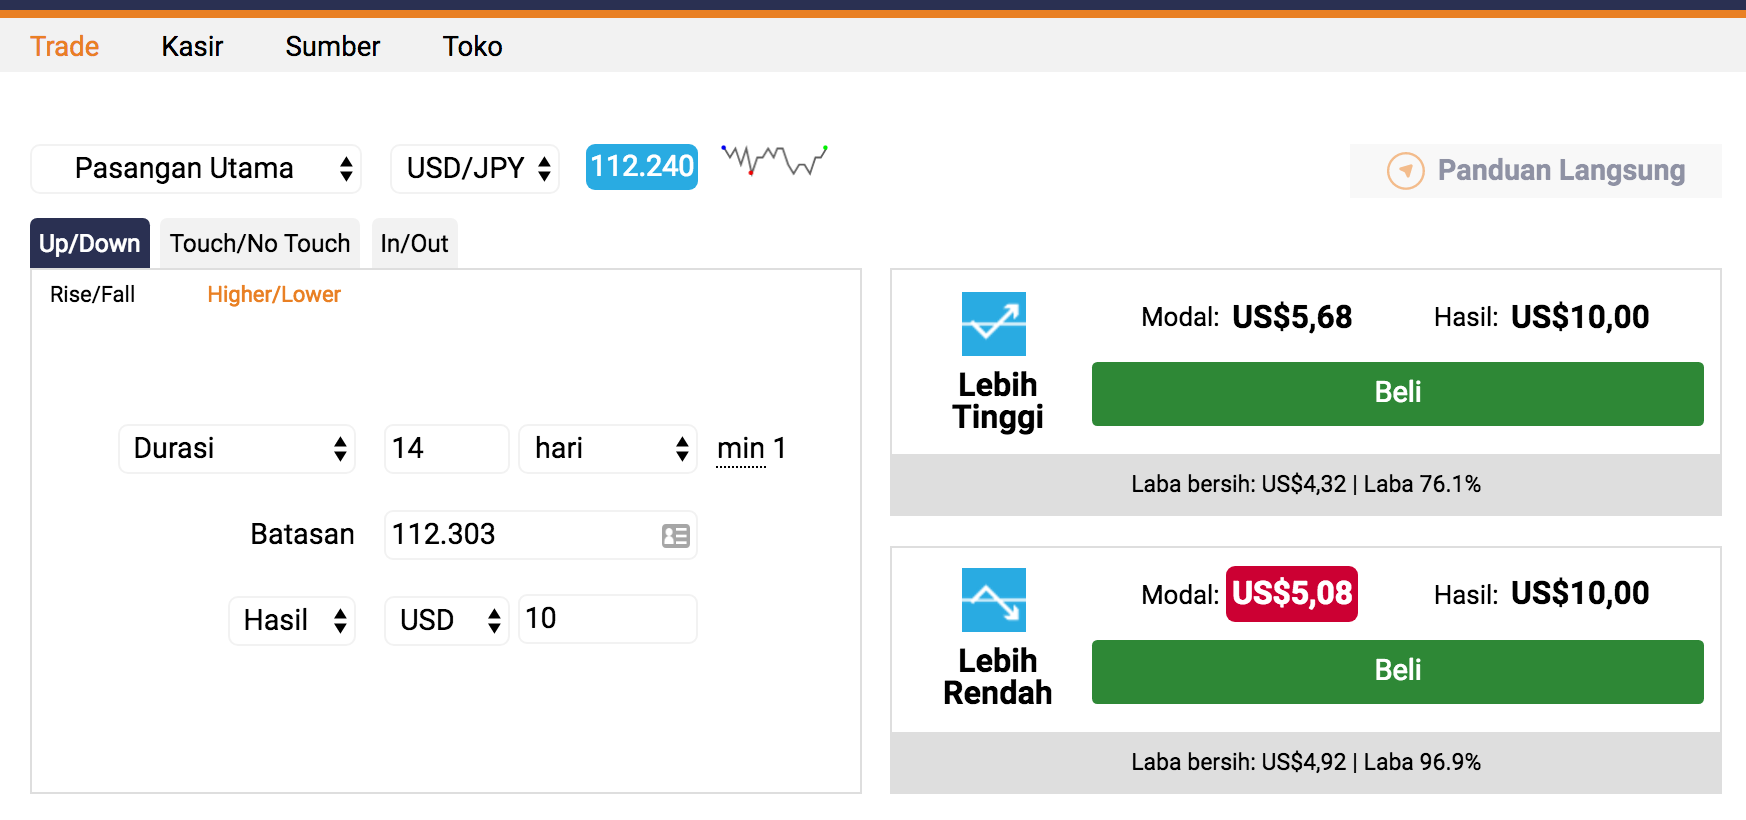 Trade Kasir Sumber Toko
Pasangan Utama USD/JPY 112.240 Panduan Langsung
Up/Down Touch/No Touch In/Out
Rise/Fall Higher/Lower
Durasi 14 hari min 1
Batasan 112.303
Hasil USD 10
Modal: US$5,68 Hasil: US$10,00
Lebih
Tinggi
Beli
Laba bersih: US$4,32 | Laba 76.1%
Modal: US$5,08 Hasil: US$10,00
Lebih
Rendah
Beli
Laba bersih: US$4,92 | Laba 96.9%